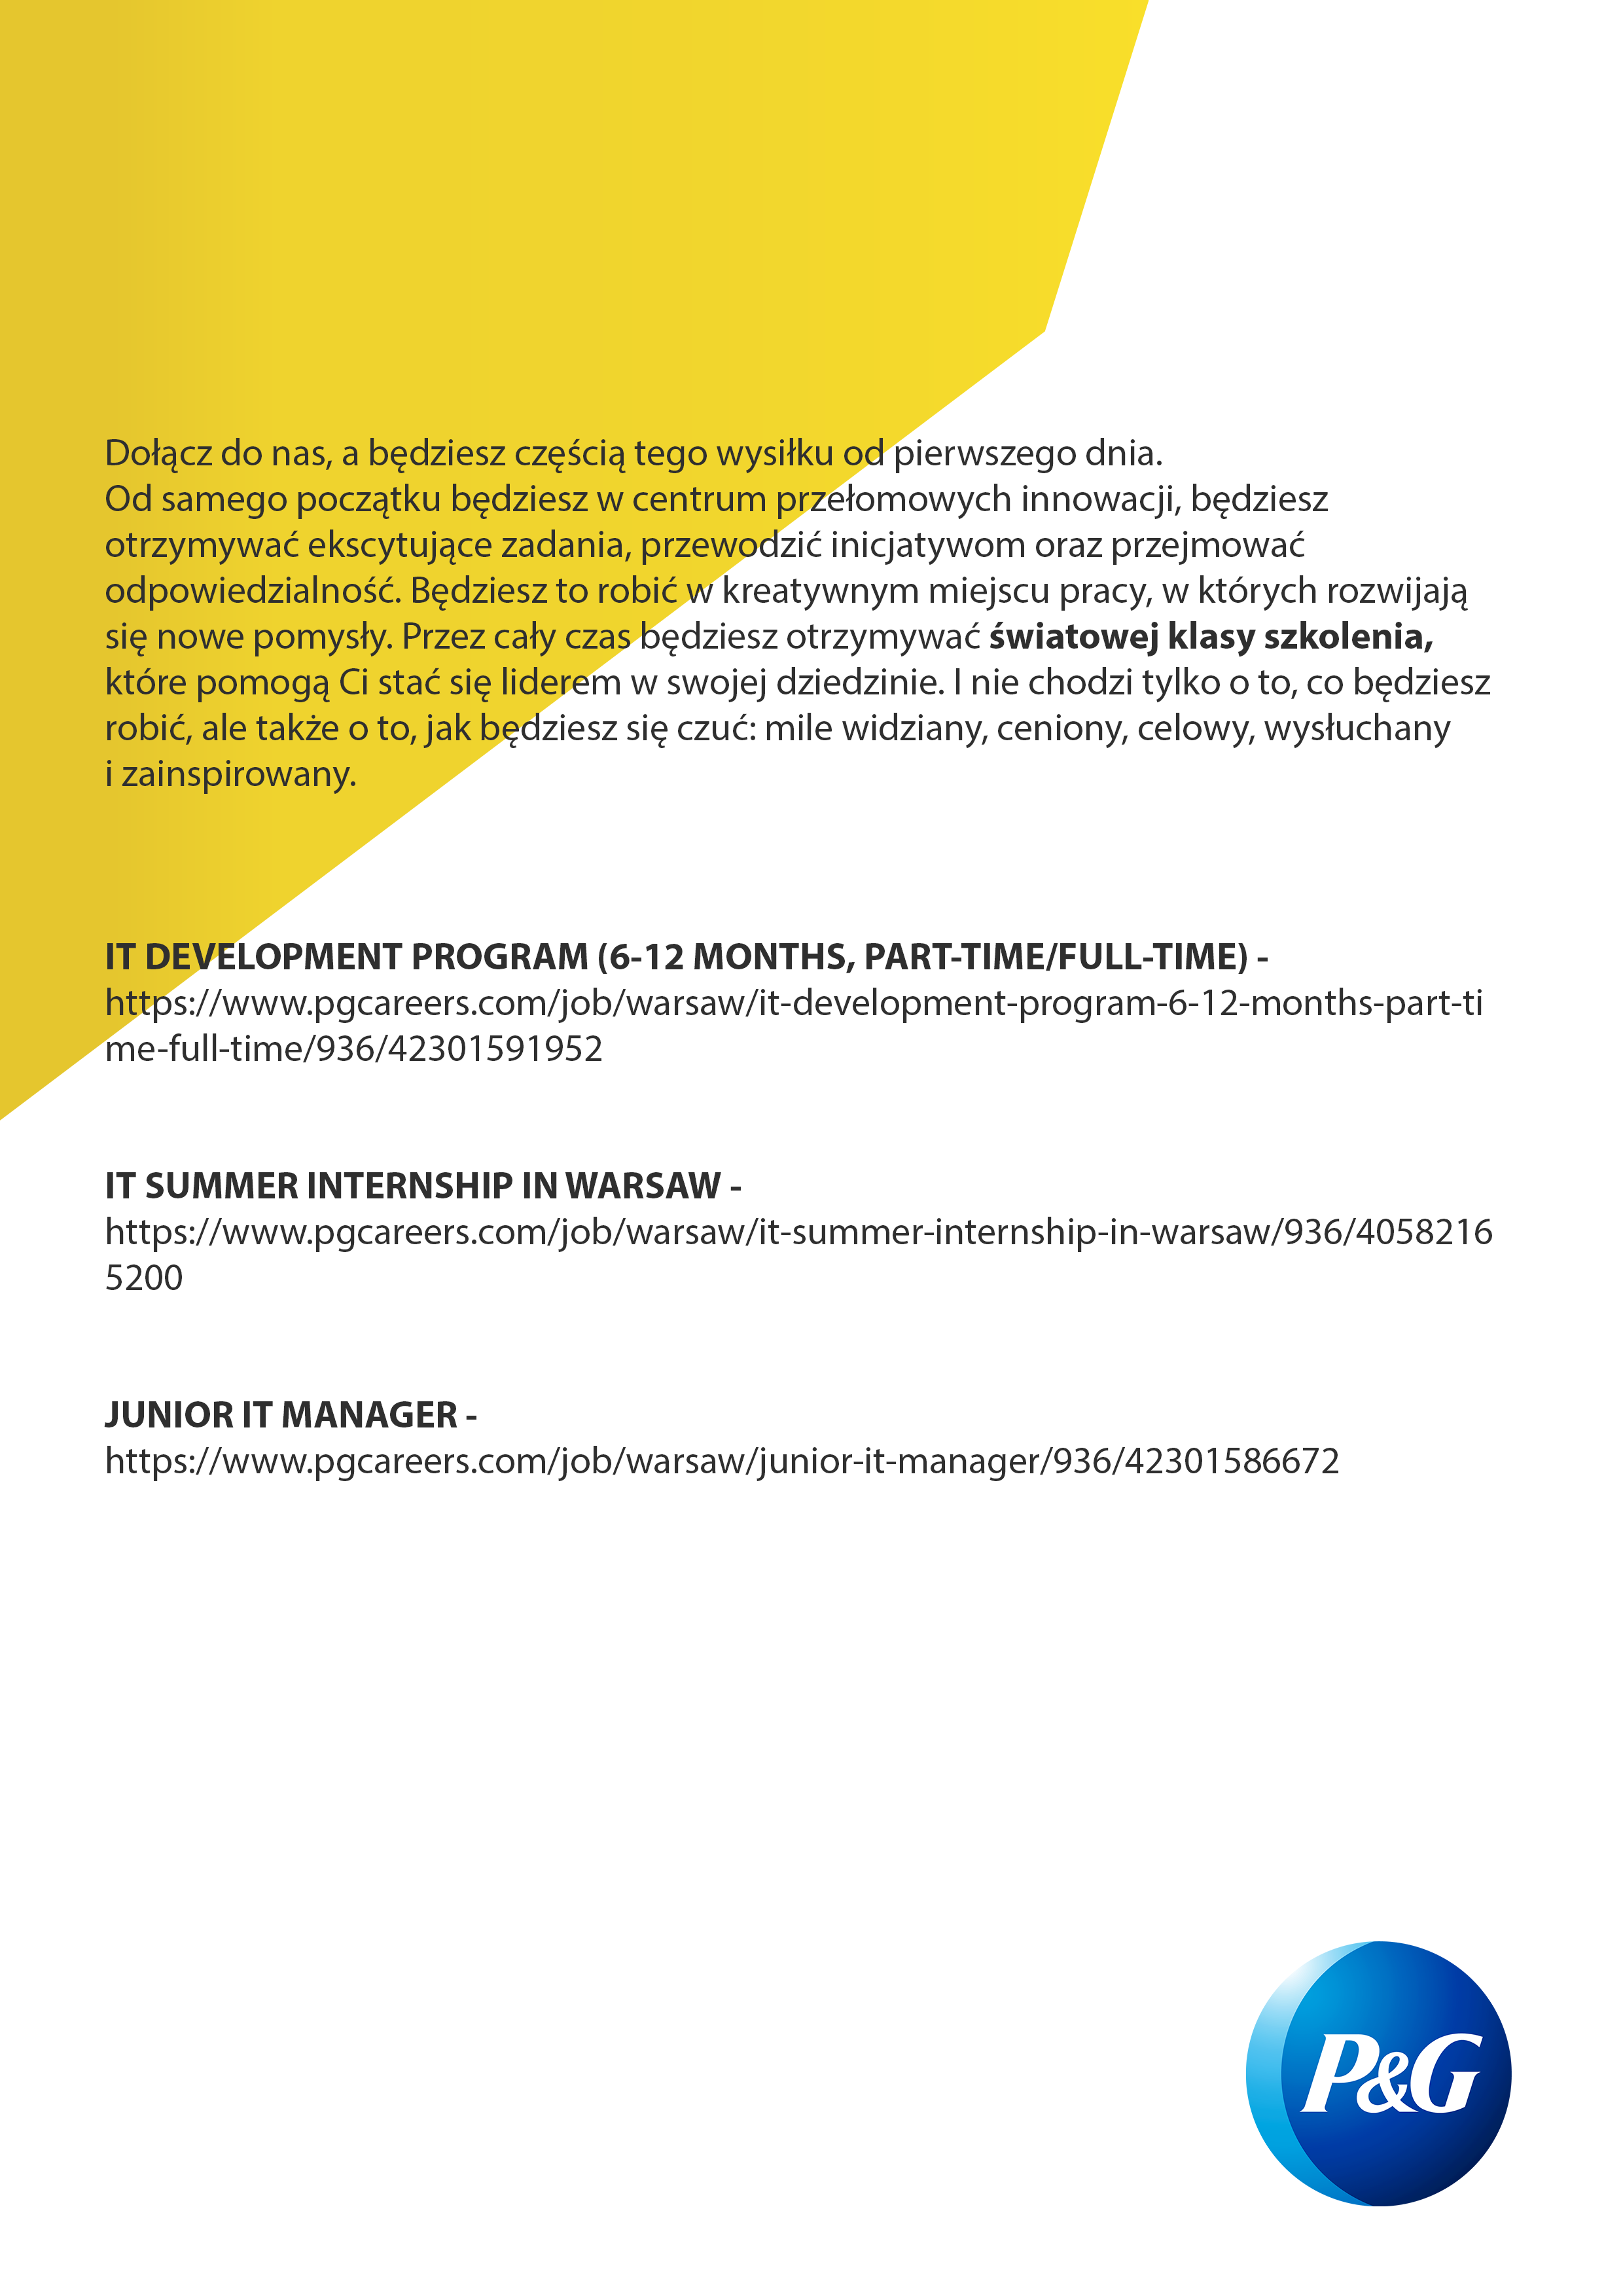 Dołącz do nas, a będziesz częścią tego wysiłku od pierwszego dnia.
Od samego początku będziesz w centrum przełomowych innowacji, będziesz
otrzymywać ekscytujące zadania, przewodzić inicjatywom oraz przejmować
odpowiedzialność. Będziesz to robić w kreatywnym miejscu pracy, w których rozwijają
się nowe pomysły. Przez cały czas będziesz otrzymywać światowej klasy szkolenia,
które pomogą Ci stać się liderem w swojej dziedzinie. I nie chodzi tylko o to, co będziesz
robić, ale także o to, jak będziesz się czuć: mile widziany, ceniony, celowy, wysłuchany
i zainspirowany.
IT DEVELOPMENT PROGRAM (6-12 MONTHS, PART-TIME/FULL-TIME) -
https://www.pgcareers.com/job/warsaw/it-development-program-6-12-months-part-ti
me-full-time/936/42301591952
IT SUMMER INTERNSHIP IN WARSAW -
https://www.pgcareers.com/job/warsaw/it-summer-internship-in-warsaw/936/4058216
5200
JUNIOR IT MANAGER -
https://www.pgcareers.com/job/warsaw/junior-it-manager/936/42301586672
P&G